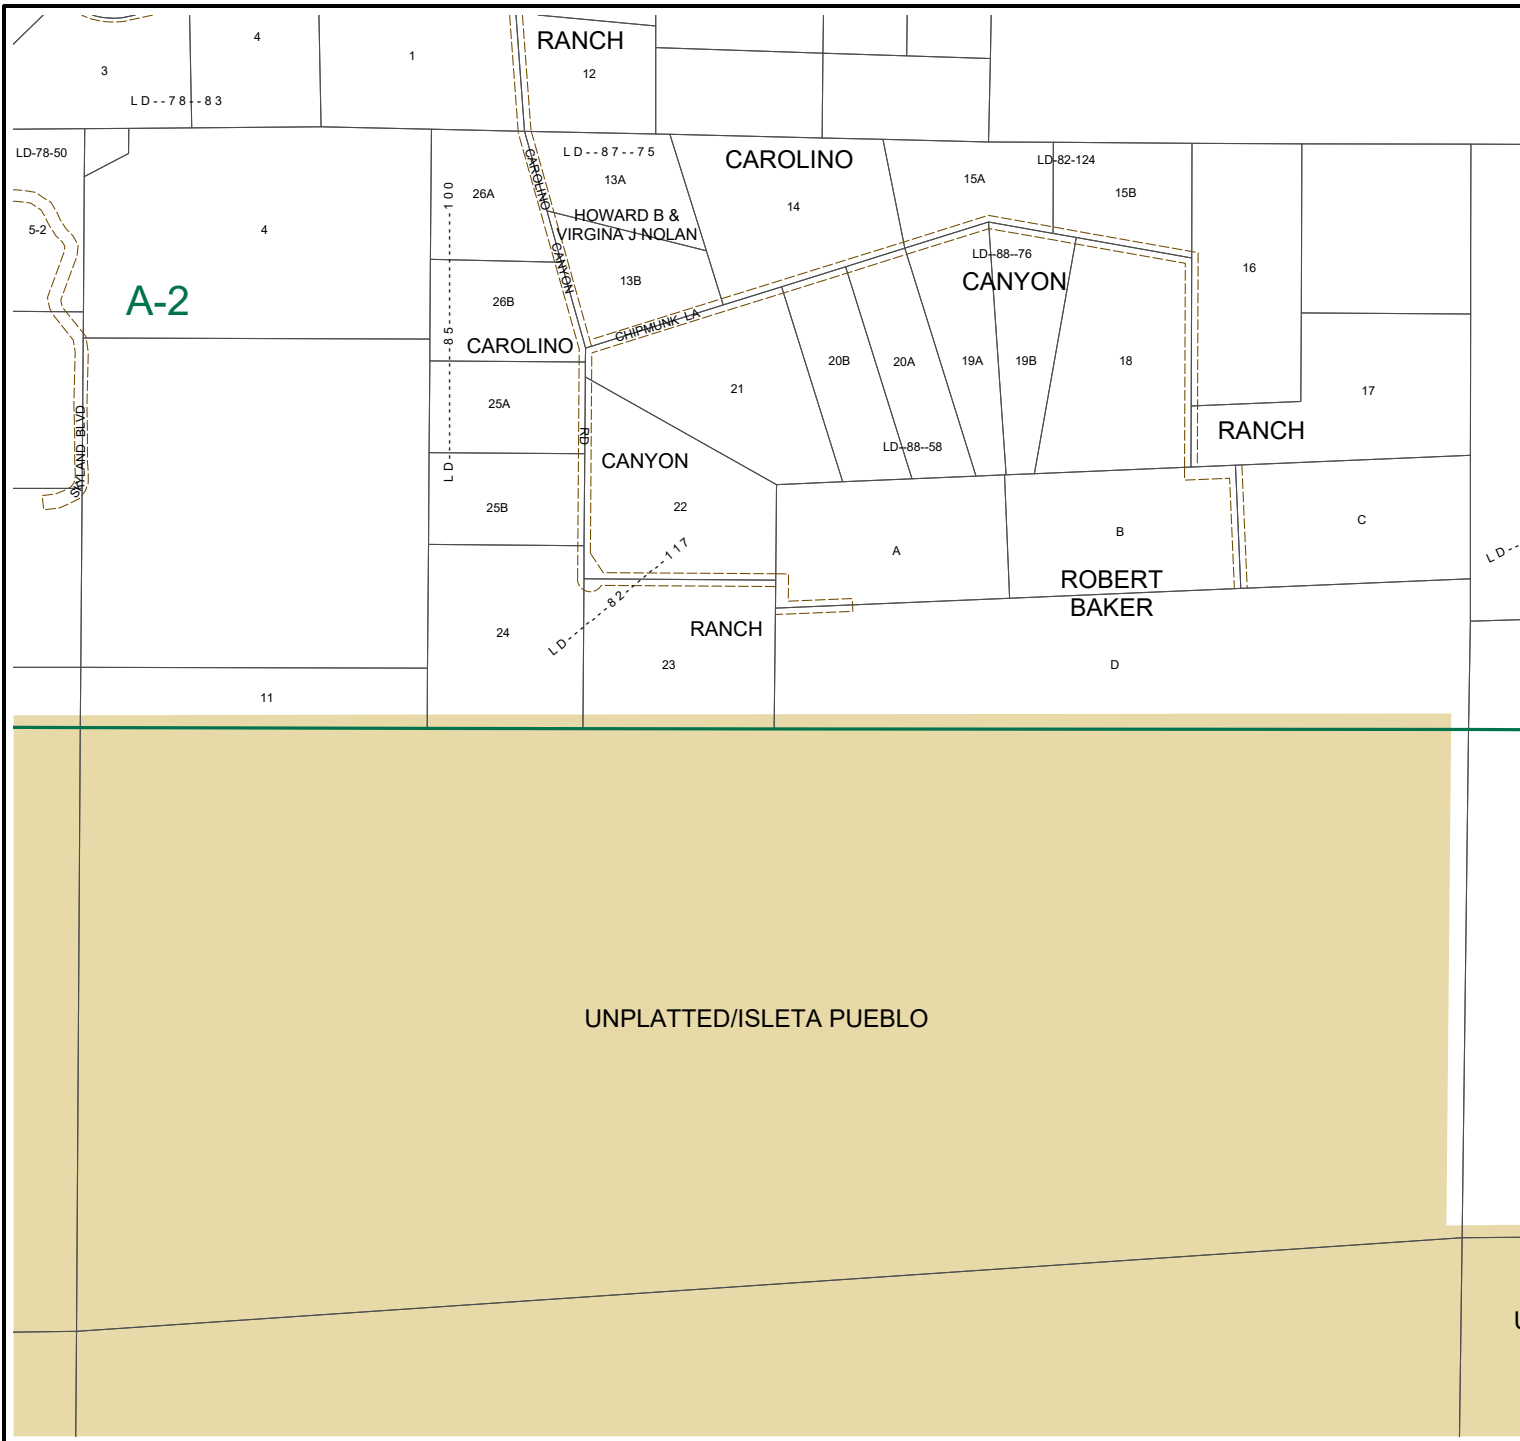 RANCH
4
1
3
12
LD--78--83
LD-78-50
LD--87--75
CAROLINO
LD-82-124
13A
15A
15B
26A
14
HOWARD B &
VIRGINA J NOLAN
5-2
4
CAROLINO
CANYON
RD
LD--88--76
16
CANYON
13B
A-2
26B
CHIPMUNK LA
CAROLINO
LD-------85-------------100
20B
20A
19A
19B
18
21
17
25A
SKYLAND BLVD
RANCH
LD--88--58
CANYON
25B
22
A
B
C
LD--
LD-------82-------117
ROBERT
BAKER
24
RANCH
23
D
11
UNPLATTED/ISLETA PUEBLO